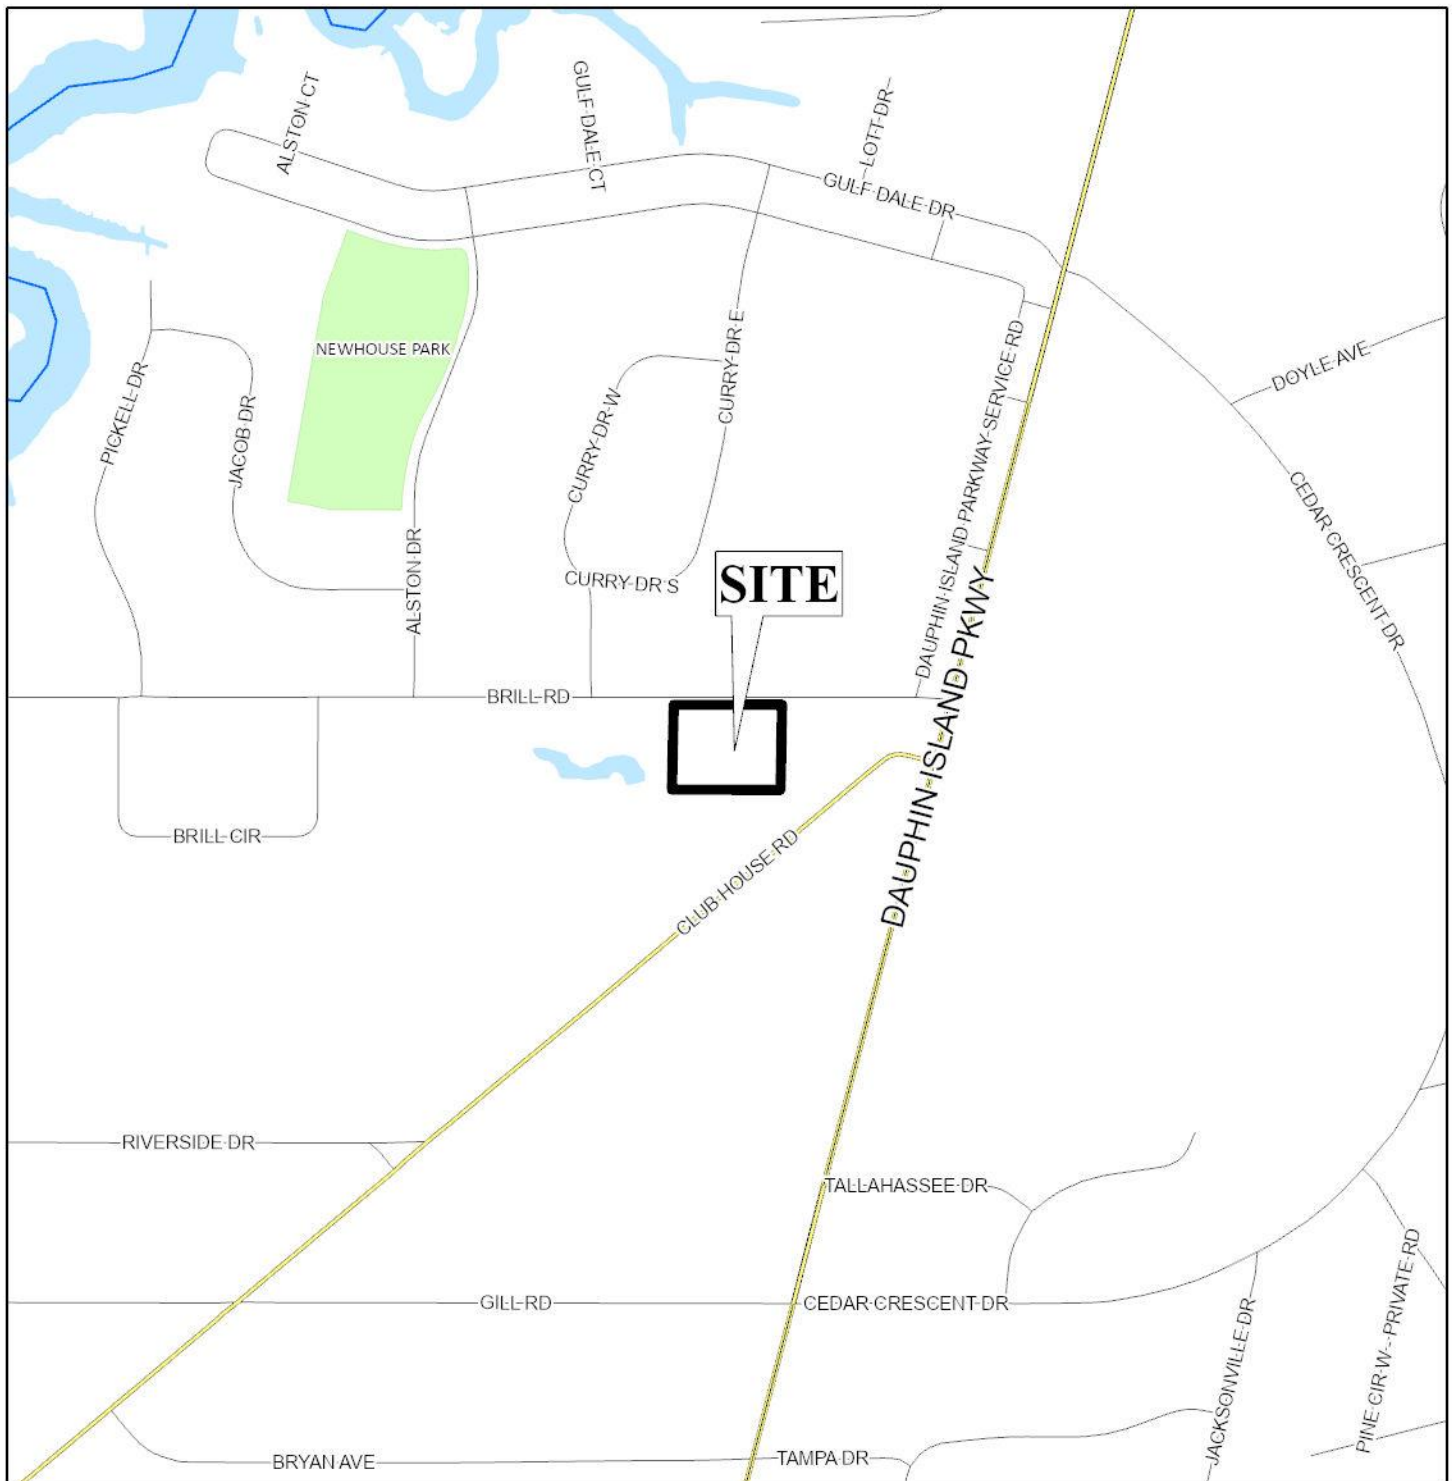 ALSTON CT
GULF DALE CT
LOTT DR
GULF DALE DR
NEWHOUSE PARK
PICKELL DR
JACOB DR
ALSTON DR
CURRY DR W
CURRY DR E
CURRY DR S
DAUPHIN ISLAND PARKWAY SERVICE RD
DOYLE AVE
CEDAR CRESCENT DR
SITE
BRILL RD
DAUPHIN ISLAND PKWY
BRILL CIR
CLUB HOUSE RD
RIVERSIDE DR
TALLAHASSEE DR
GILL RD
CEDAR CRESCENT DR
JACKSONVILLE DR
PINE CIR W - PRIVATE RD
BRYAN AVE
TAMPA DR